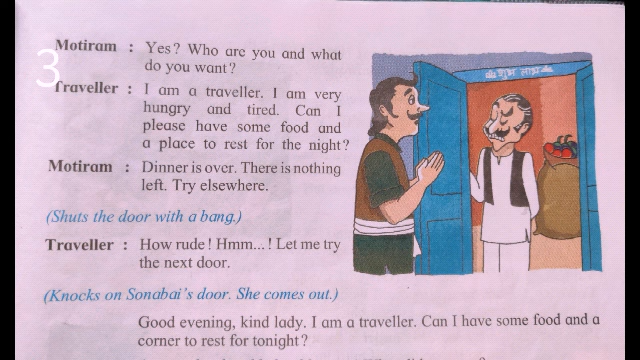 3
Motiram : Yes? Who are you and what
do you want?
Traveller : I am a traveller. I am very
hungry and tired. Can I
please have some food and
a place to rest for the night?
Motiram : Dinner is over. There is nothing
left. Try elsewhere.
(Shuts the door with a bang.)
Traveller : How rude! Hmm...! Let me try
the next door.
(Knocks on Sonabai's door. She comes out.)
Good evening, kind lady. I am a traveller. Can I have some food and a
corner to rest for tonight?
शुभ लाभ